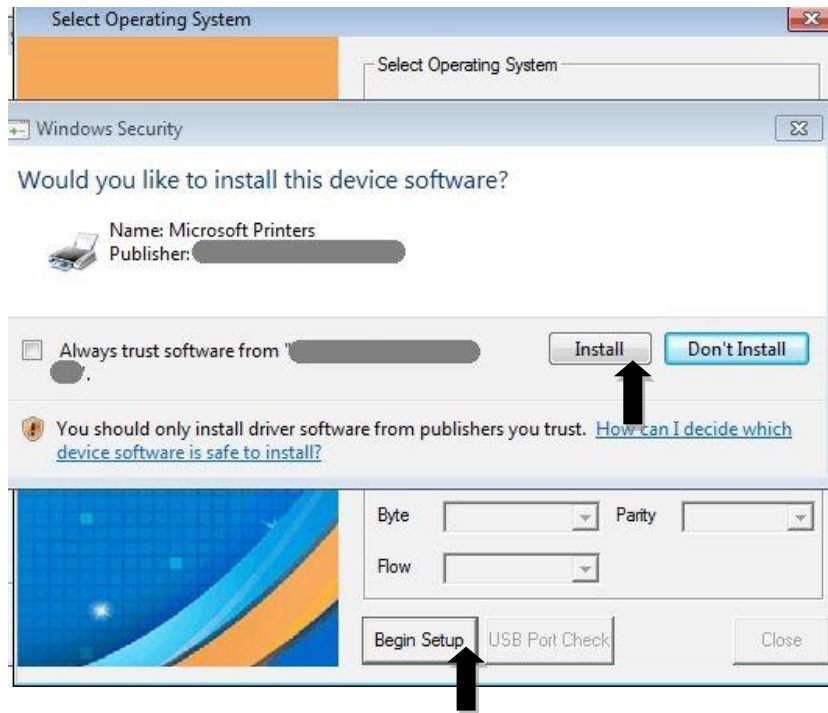 Select Operating System
Select Operating System
Windows Security
Would you like to install this device software?
Name: Microsoft Printers
Publisher:
Always trust software from "
".
Install
Don't Install
You should only install driver software from publishers you trust. How can I decide which
device software is safe to install?
Byte
Parity
Flow
Begin Setup
USB Port Check
Close